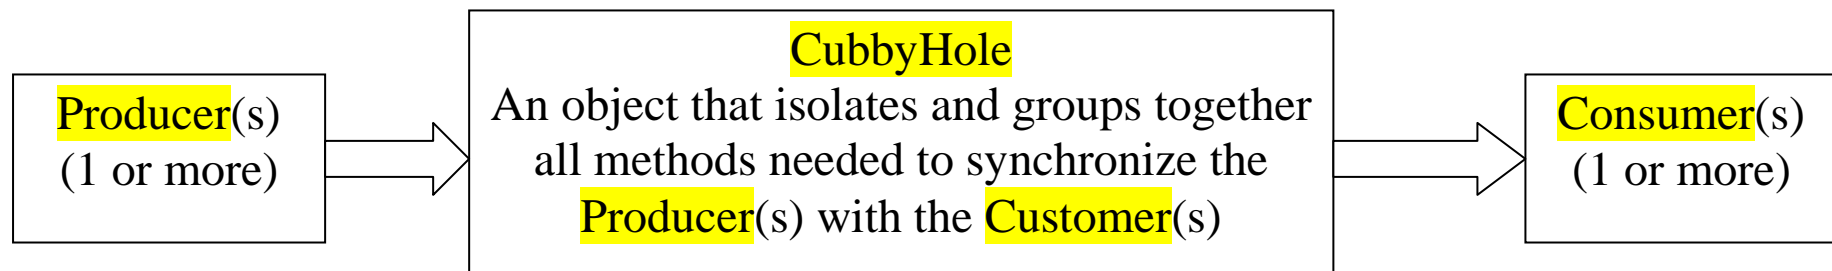 Producer(s)
(1 or more)
CubbyHole
An object that isolates and groups together
all methods needed to synchronize the
Producer(s) with the Customer(s)
Consumer(s)
(1 or more)